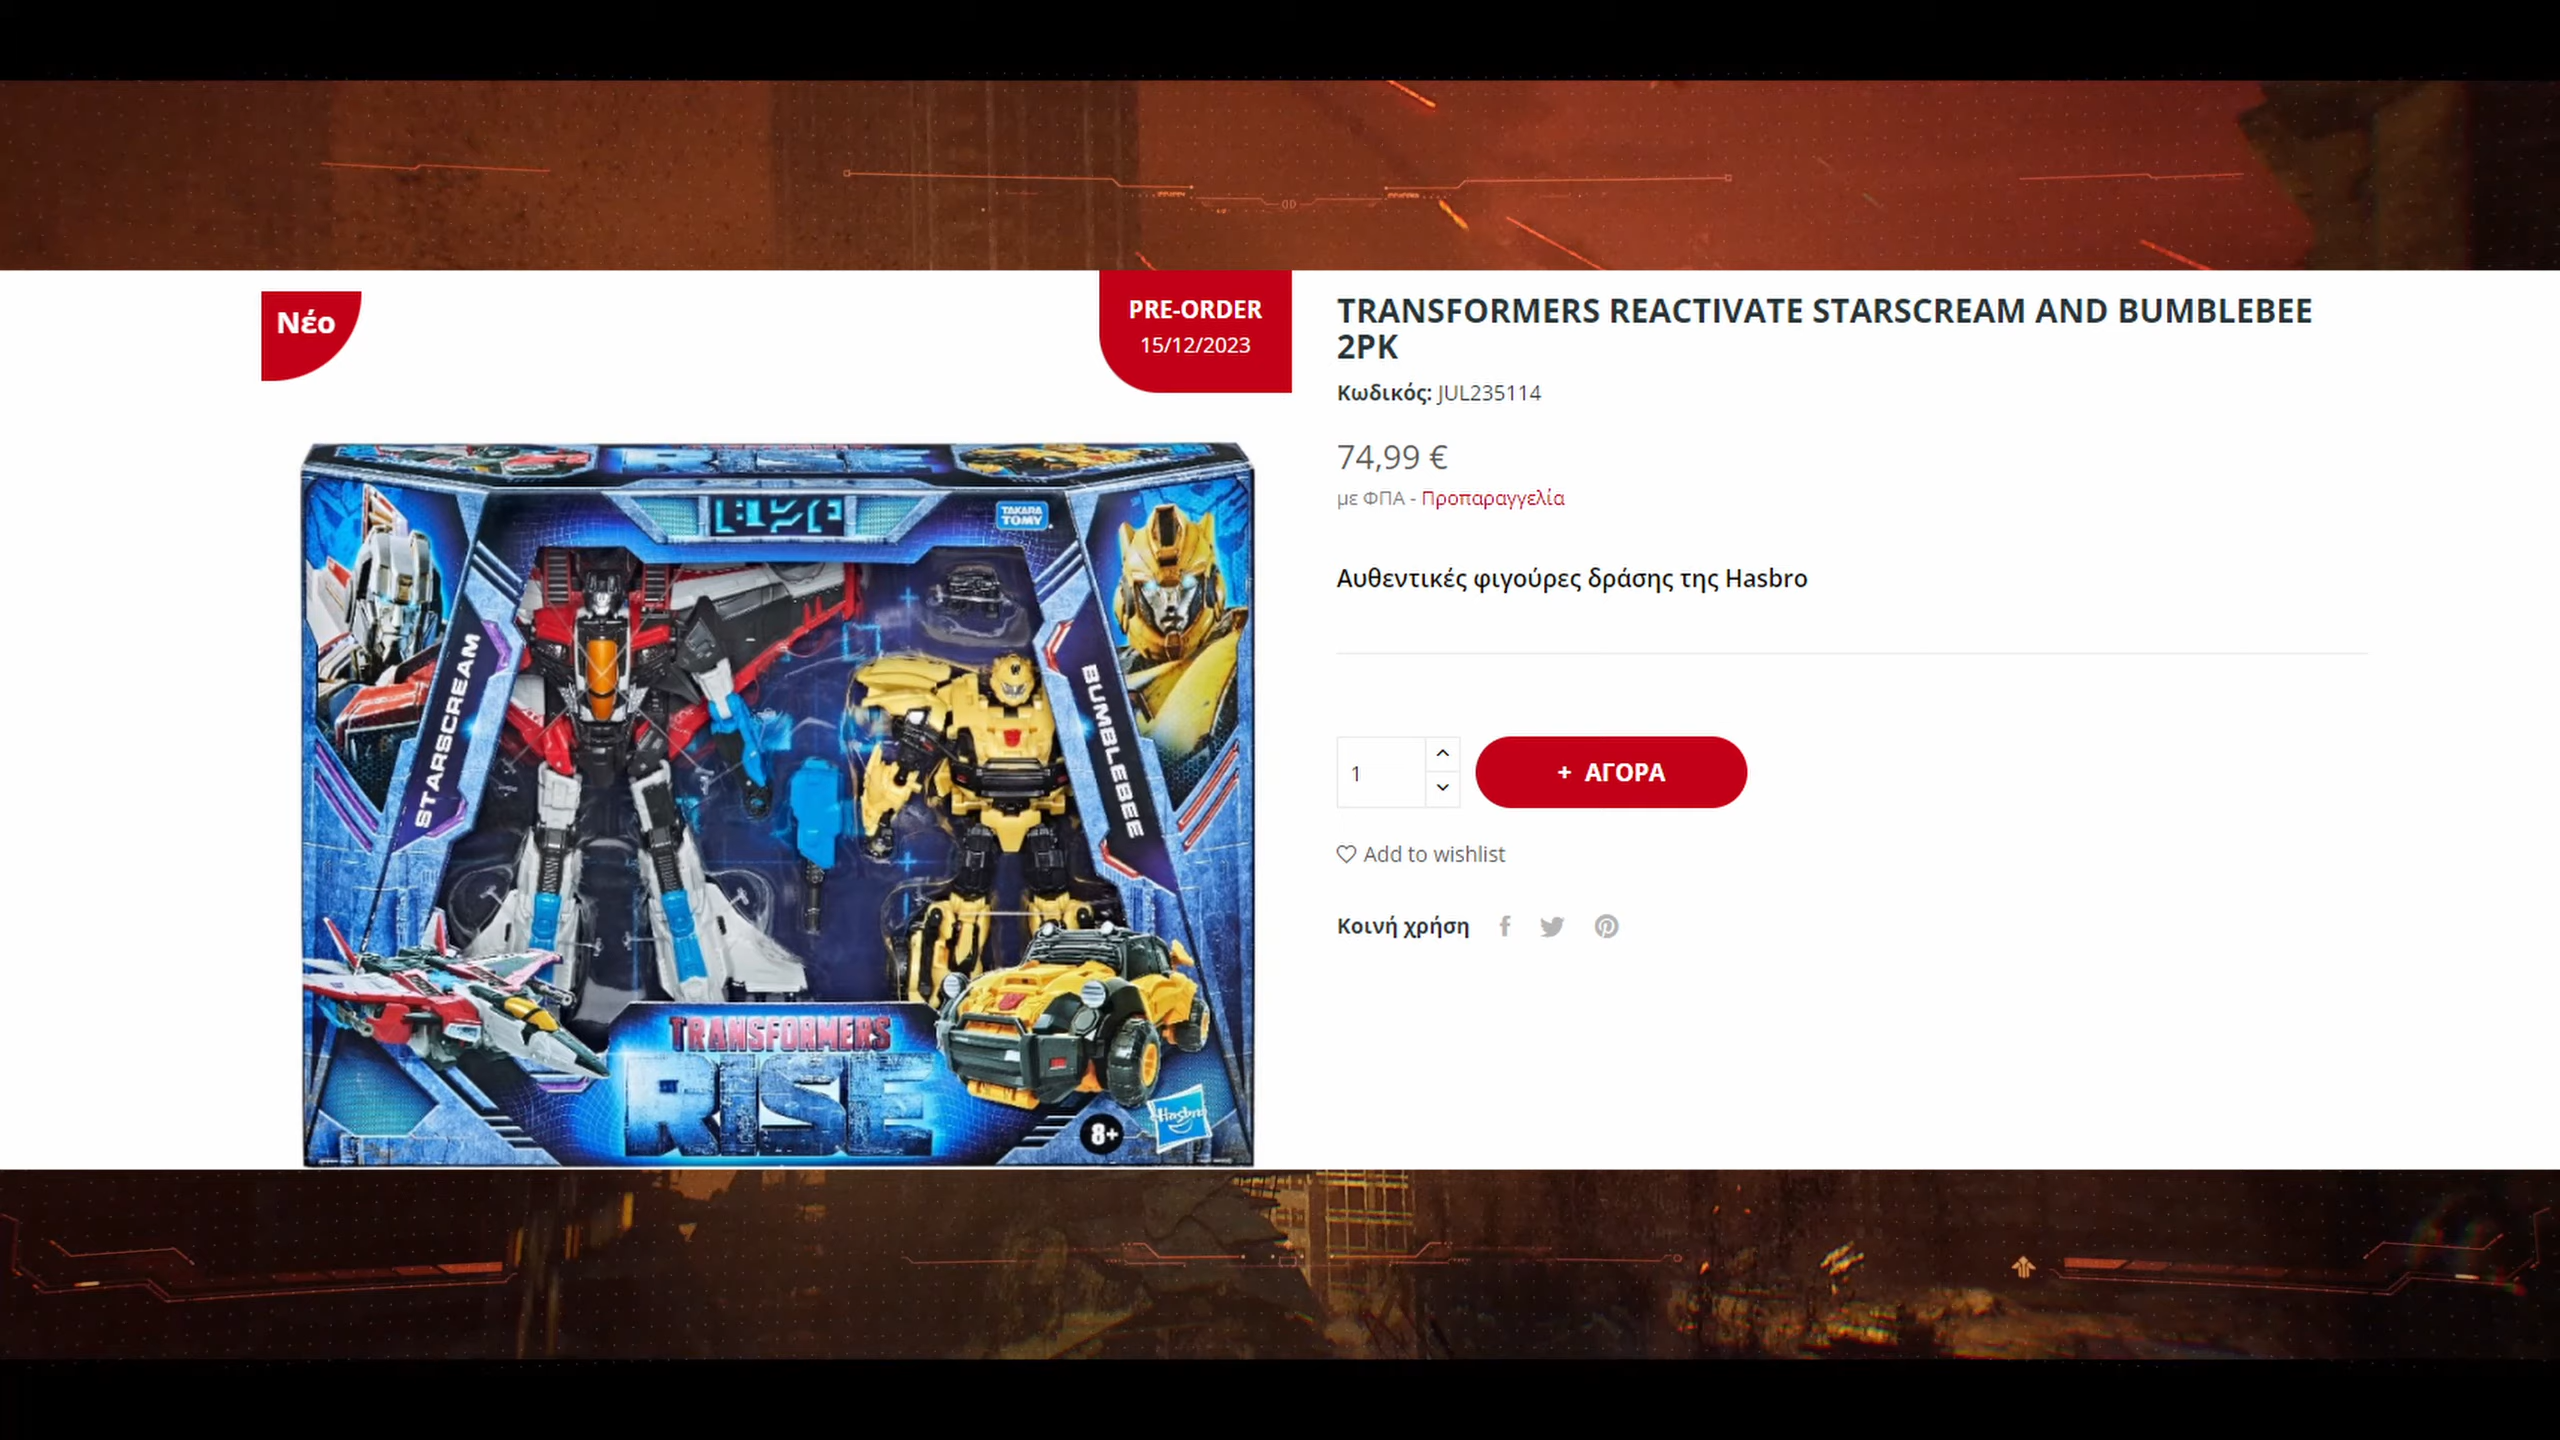 Νέο
PRE-ORDER
15/12/2023
TRANSFORMERS REACTIVATE STARSCREAM AND BUMBLEBEE
2PK
Κωδικός: JUL235114
74,99 €
με ΦΠΑ - Προπαραγγελία
Αυθεντικές φιγούρες δράσης της Hasbro
1
+ ΑΓΟΡΑ
Add to wishlist
Κοινή χρήση
RISE
TAKARA
TOMY
STARSCREAM
BUMBLEBEE
TRANSFORMERS
RISE
8+
Hasbro